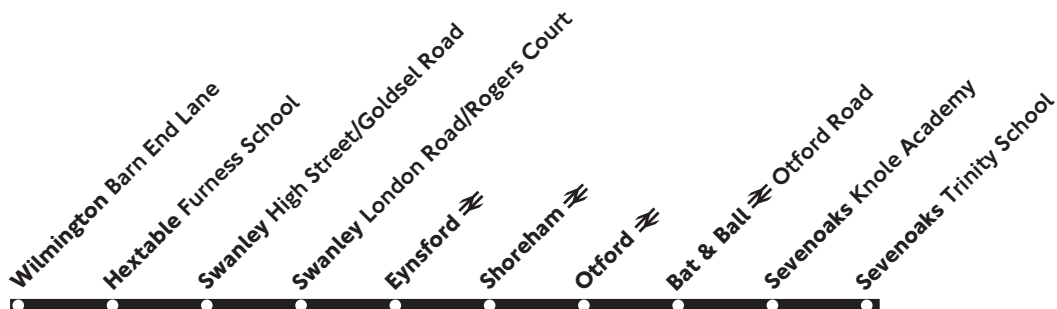 Wilmington Barn End Lane
Hextable Furness School
Swanley High Street/Goldsel Road
Swanley London Road/Rogers Court
Eynsford
Shoreham
Otford
Bat & Ball Otford Road
Sevenoaks Knole Academy
Sevenoaks Trinity School